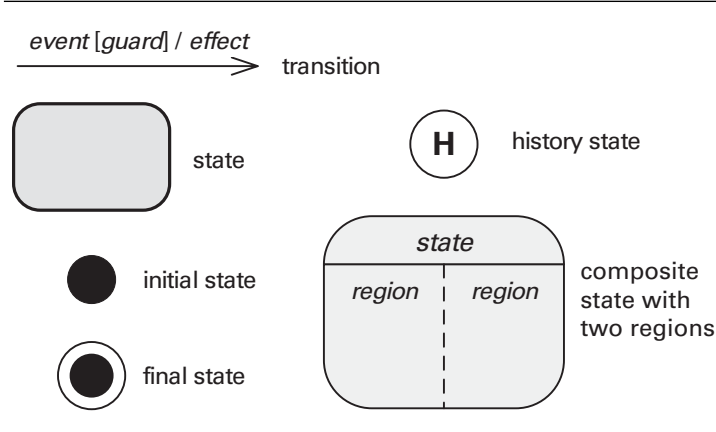 event [guard] / effect
transition
state
H
history state
initial state
final state
state
region
region
composite
state with
two regions